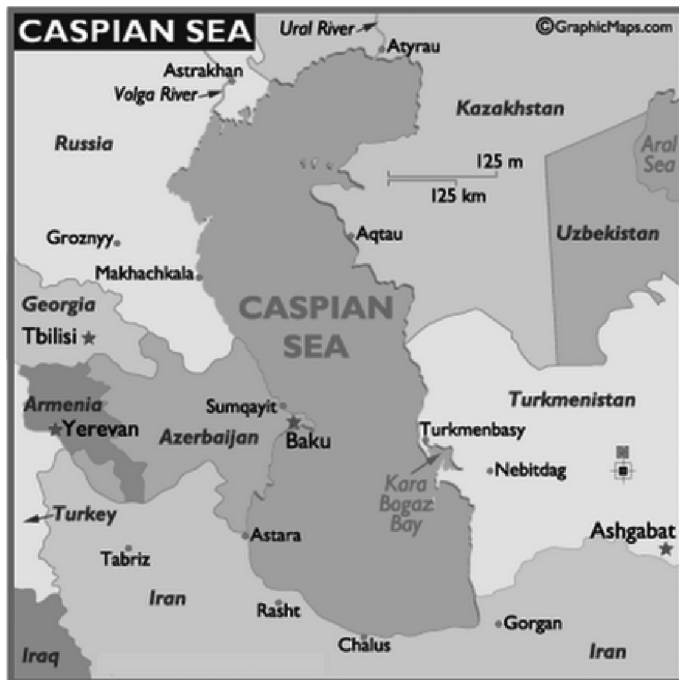 CASPIAN SEA
Ural River
©GraphicMaps.com
Atyrau
Astrakhan
Volga River
Kazakhstan
Russia
Aral
Sea
125 m
125 km
Groznyy
Aqtau
Uzbekistan
Makhachkala
Georgia
CASPIAN
SEA
Tbilisi
Armenia
Sumqayit
Turkmenistan
Yerevan
Azerbaijan
Baku
Turkmenbasy
Nebitdag
Kara
Bogaz
Bay
Turkey
Astara
Ashgabat
Tabriz
Iran
Rasht
Gorgan
Chalus
Iraq
Iran